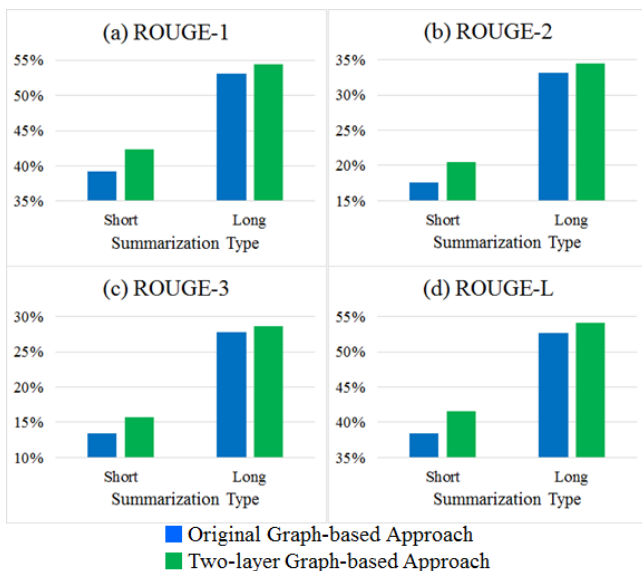 (a) ROUGE-1
55%
50%
45%
40%
35%
Short Long
Summarization Type
(b) ROUGE-2
35%
31%
25%
20%
15%
Short Long
Summarization Type
(c) ROUGE-3
30%
26%
25%
15%
10%
Short Long
Summarization Type
(d) ROUGE-L
55%
50%
45%
40%
35%
Short Long
Summarization Type
Original Graph-based Approach
Two-layer Graph-based Approach